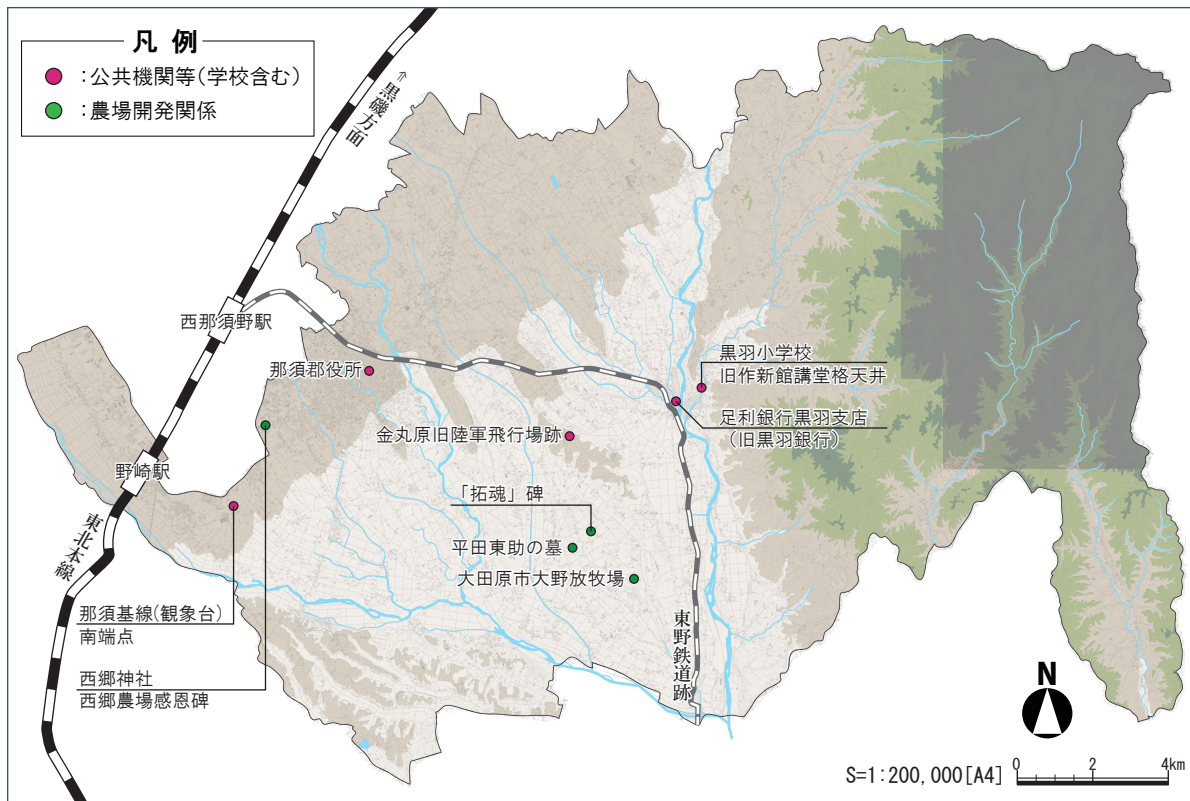 凡例
：公共機関等(学校含む)
：農場開発関係
⇐黒磯方面
西那須野駅
那須郡役所
黒羽小学校
旧作新館講堂格天井
足利銀行黒羽支店
（旧黒羽銀行）
金丸原旧陸軍飛行場跡
野崎駅
「拓魂」碑
平田東助の墓
大田原市大野放牧場
東北本線
那須基線(観象台)
南端点
西郷神社
西郷農場感恩碑
東野鉄道跡
N
S=1:200,000[A4]
0 2 4km